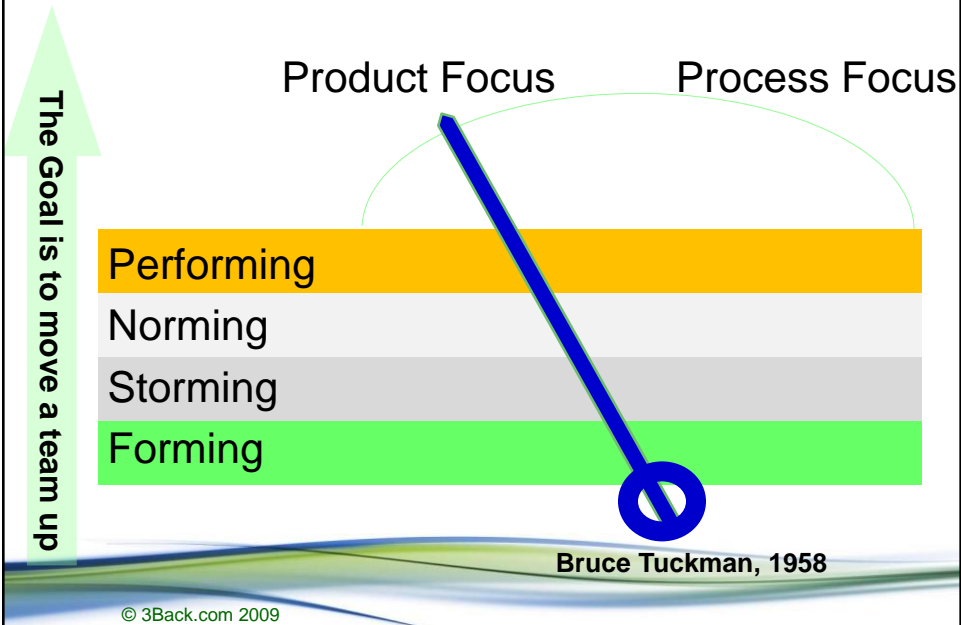 The Goal is to move a team up
Product Focus
Process Focus
Performing
Norming
Storming
Forming
Bruce Tuckman, 1958
© 3Back.com 2009